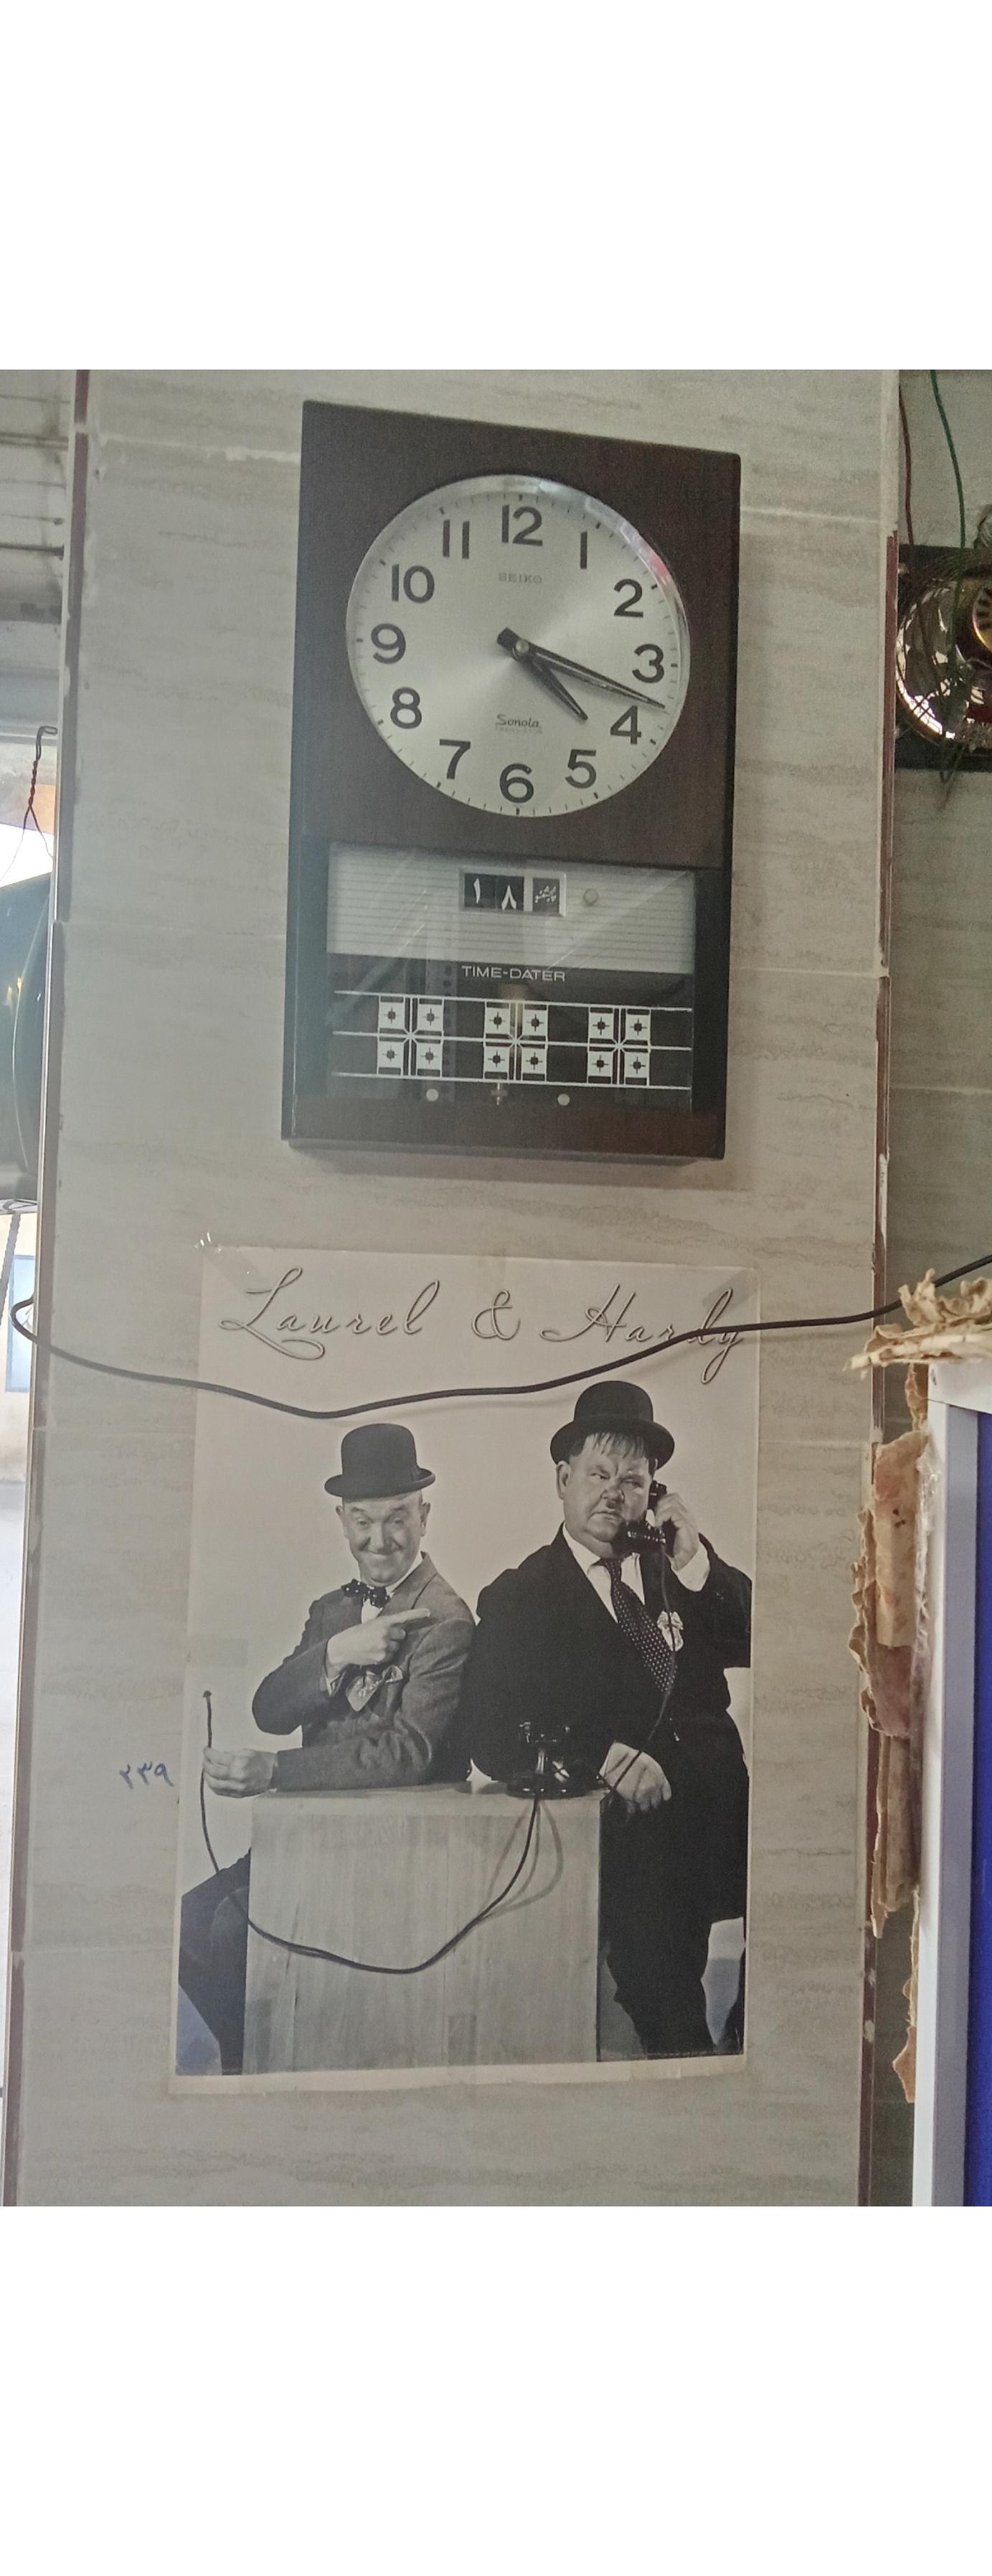 12
11 1
10 2
SEIKO
9 3
8 4
Sonola
7 5
6
١٨
TIME-DATER
Laurel & Hardy
۲۳۹